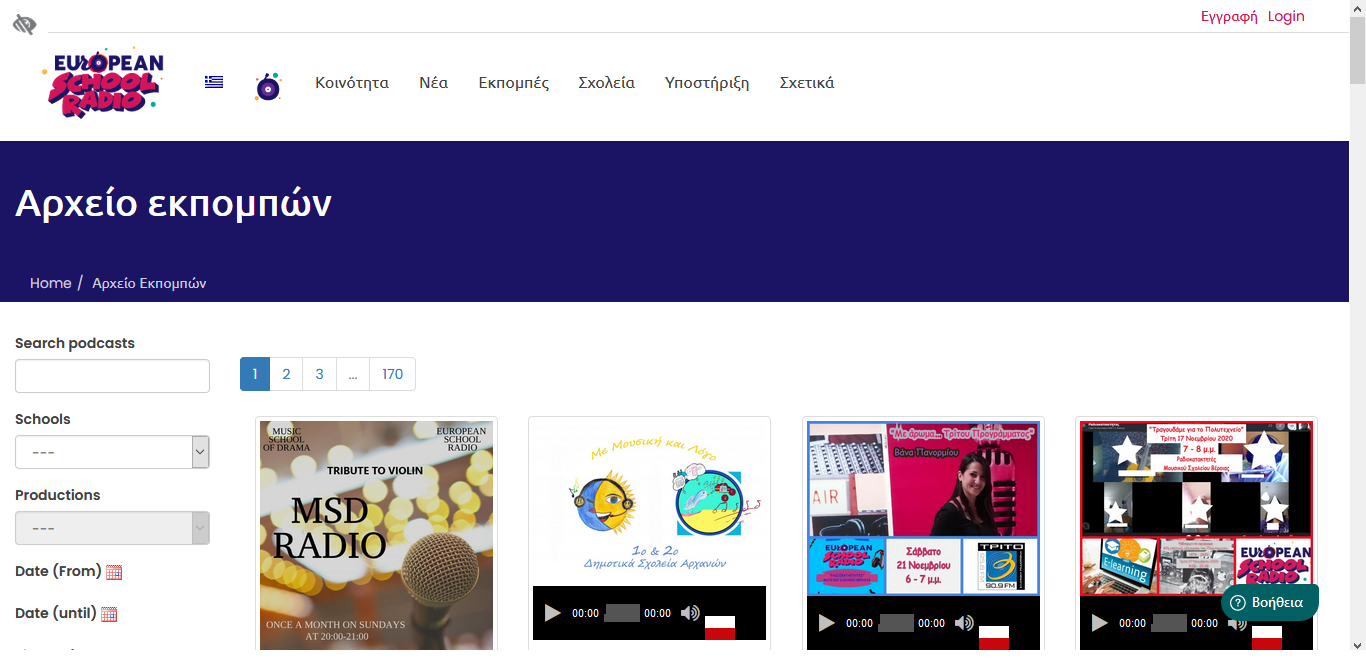 Εγγραφή Login
EUROPEAN
SCHOOL
RADIO
Κοινότητα Νέα Εκπομπές Σχολεία Υποστήριξη Σχετικά
Αρχείο εκπομπών
Home / Αρχείο Εκπομπών
Search podcasts
1 2 3 ... 170
Schools
---
Productions
---
Date (From)
Date (until)
MUSIC
SCHOOL
OF DRAMA
EUROPEAN
SCHOOL
RADIO
TRIBUTE TO VIOLIN
MSD
RADIO
ONCE A MONTH ON SUNDAYS
AT 20:00-21:00
Με Μουσική και Λόγο
1ο & 2ο
Δημοτικά Σχολεία Αρχανών
00:00 00:00
"Με άρωμα... Τρίτου Προγράμματος"
Βάνα Πανορμίου
AIR
EUROPEAN
SCHOOL
RADIO
Σάββατο
21 Νοεμβρίου
6 - 7 μ.μ.
ΤΡΙΤΟ
90.9 FM
00:00 00:00
"Τραγουδάμε για το Πολυτεχνείο"
Τρίτη 17 Νοεμβρίου 2020
7 - 8 μ.μ.
Ραδιοκατακτητές
Μουσικού Σχολείου Βέροιας
e-learning
EUROPEAN
SCHOOL
RADIO
00:00 00:00
Βοήθεια